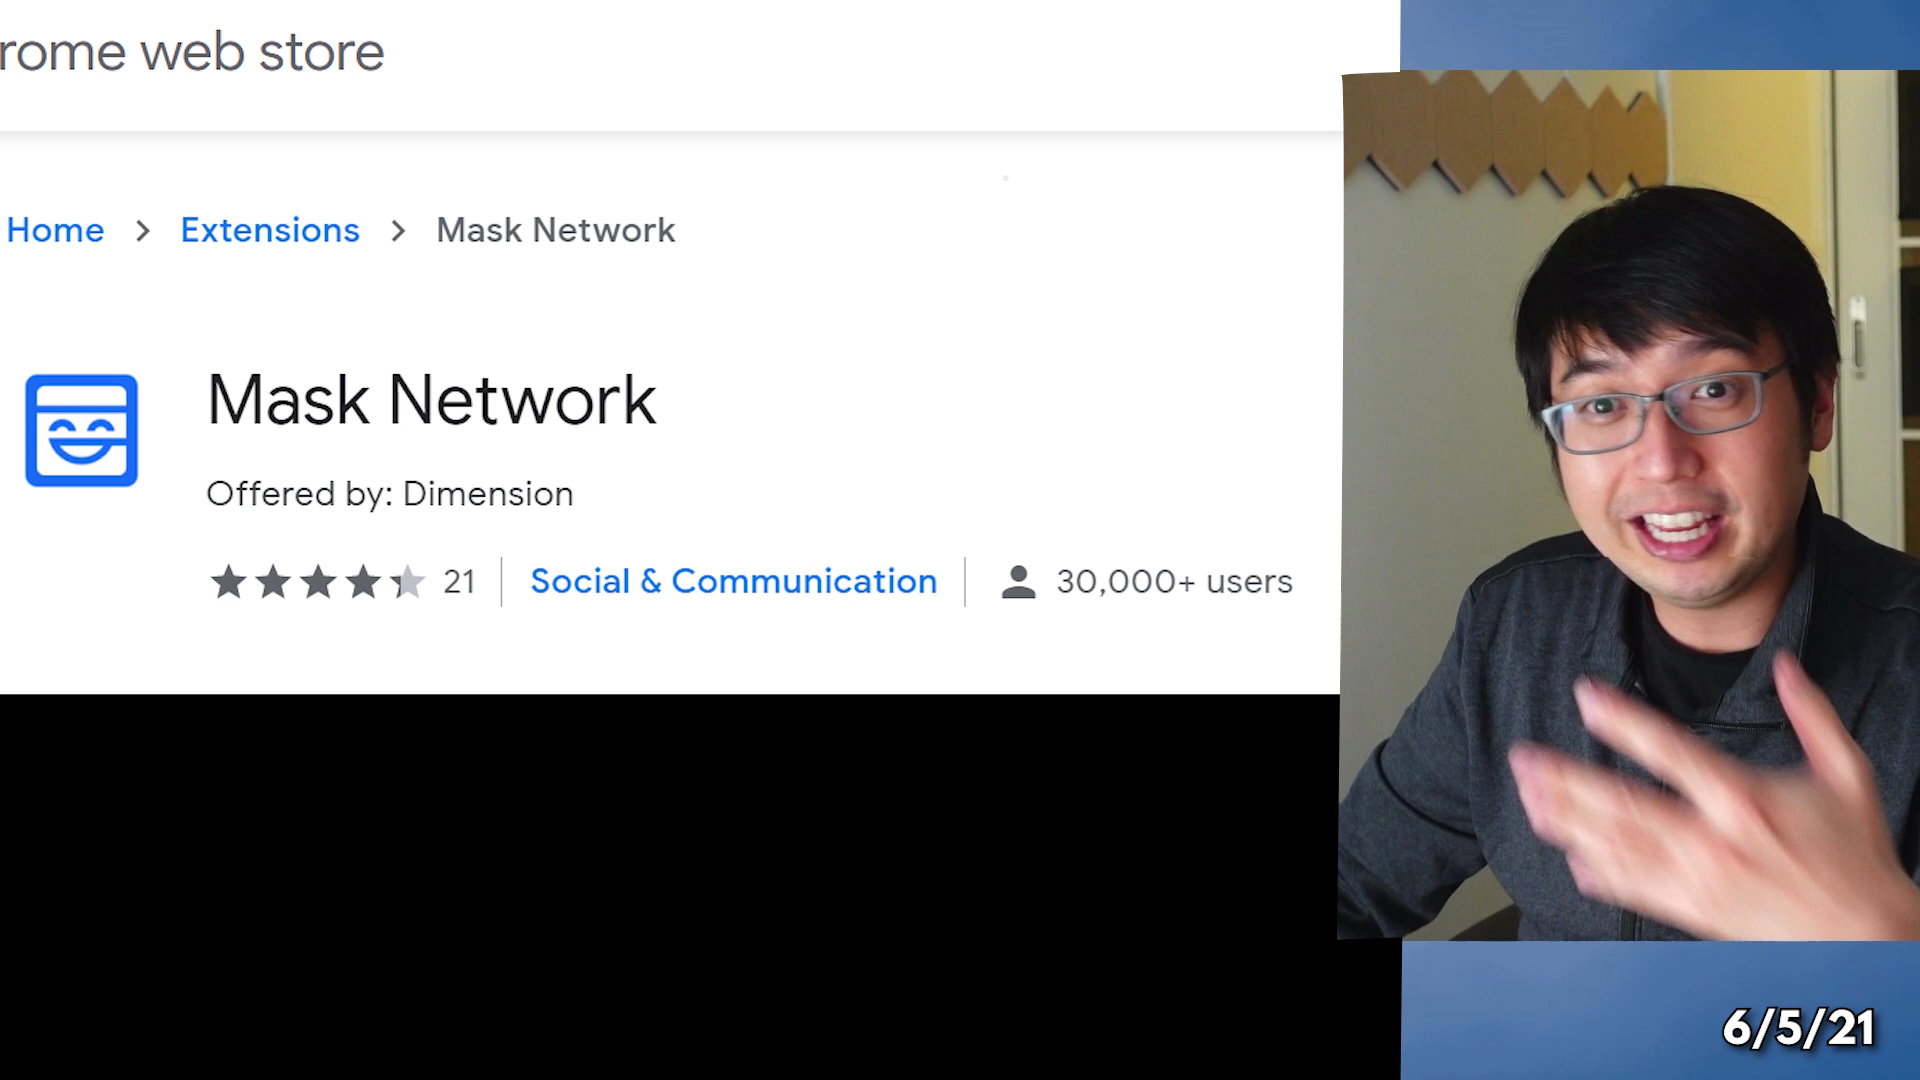 rome web store
Home > Extensions > Mask Network
Mask Network
Offered by: Dimension
21 Social & Communication 30,000+ users
6/5/21